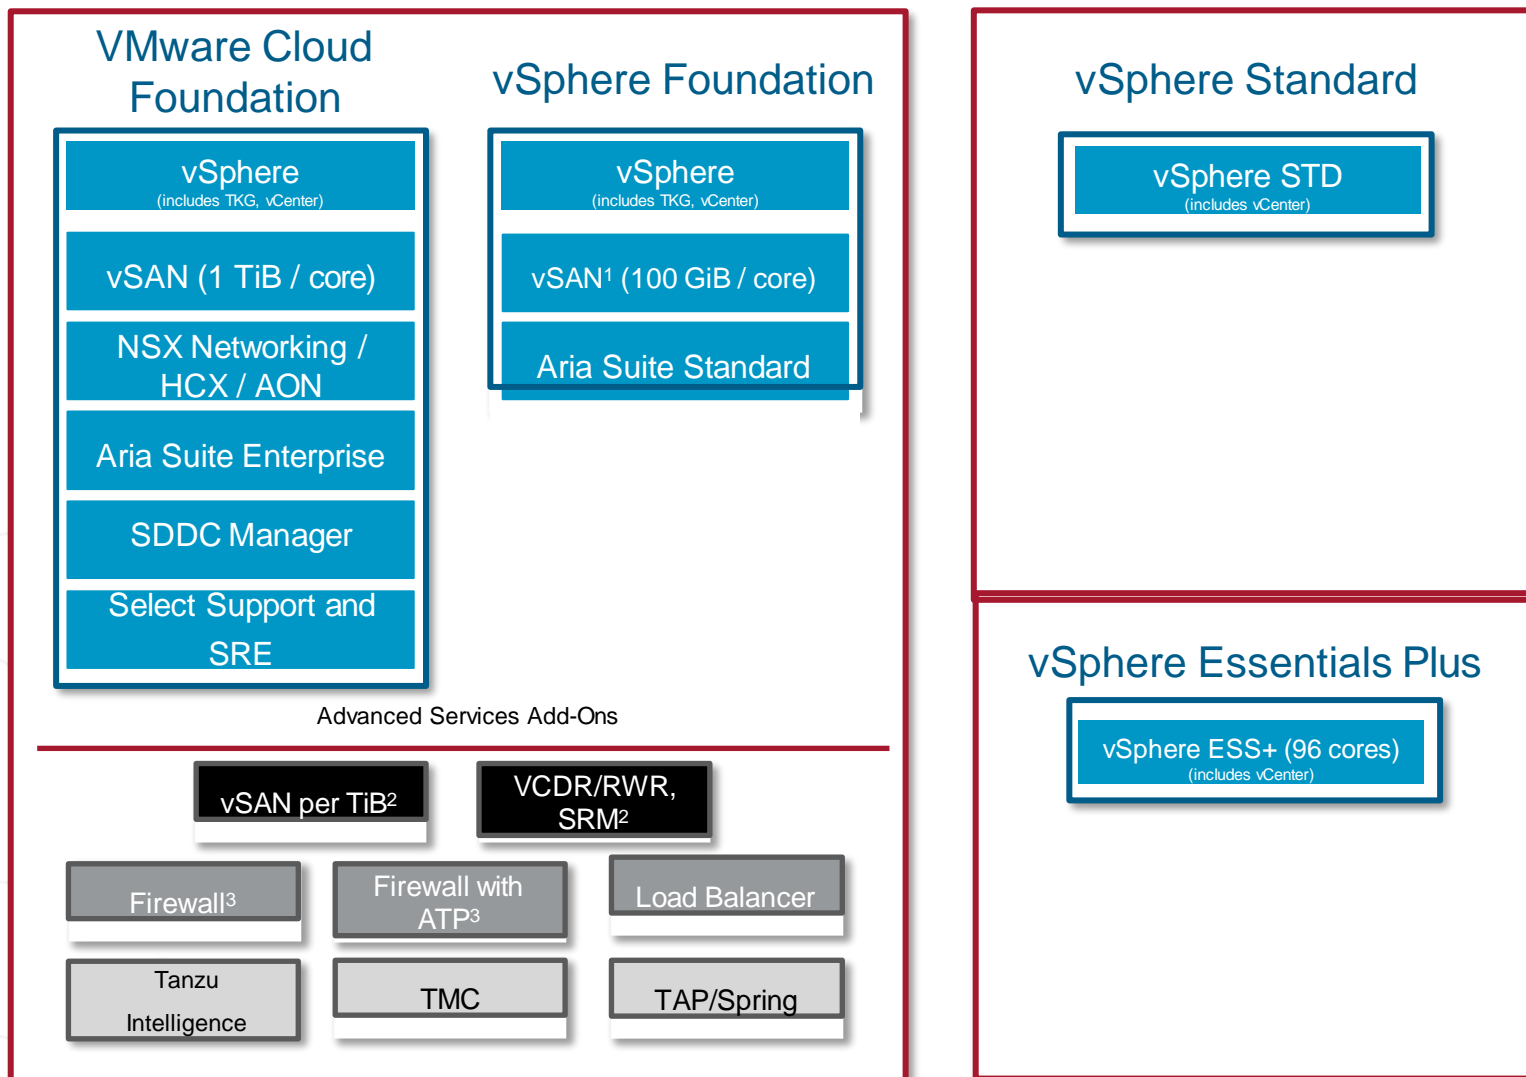 VMware Cloud
Foundation
vSphere
(includes TKG, vCenter)
vSAN (1 TiB / core)
NSX Networking /
HCX / AON
Aria Suite Enterprise
SDDC Manager
Select Support and
SRE
vSphere Foundation
vSphere
(includes TKG, vCenter)
vSAN¹ (100 GiB / core)
Aria Suite Standard
Advanced Services Add-Ons
vSAN per TiB²
VCDR/RWR,
SRM²
Firewall³
Firewall with
ATP³
Load Balancer
Tanzu
Intelligence
TMC
TAP/Spring
vSphere Standard
vSphere STD
(includes vCenter)
vSphere Essentials Plus
vSphere ESS+ (96 cores)
(includes vCenter)